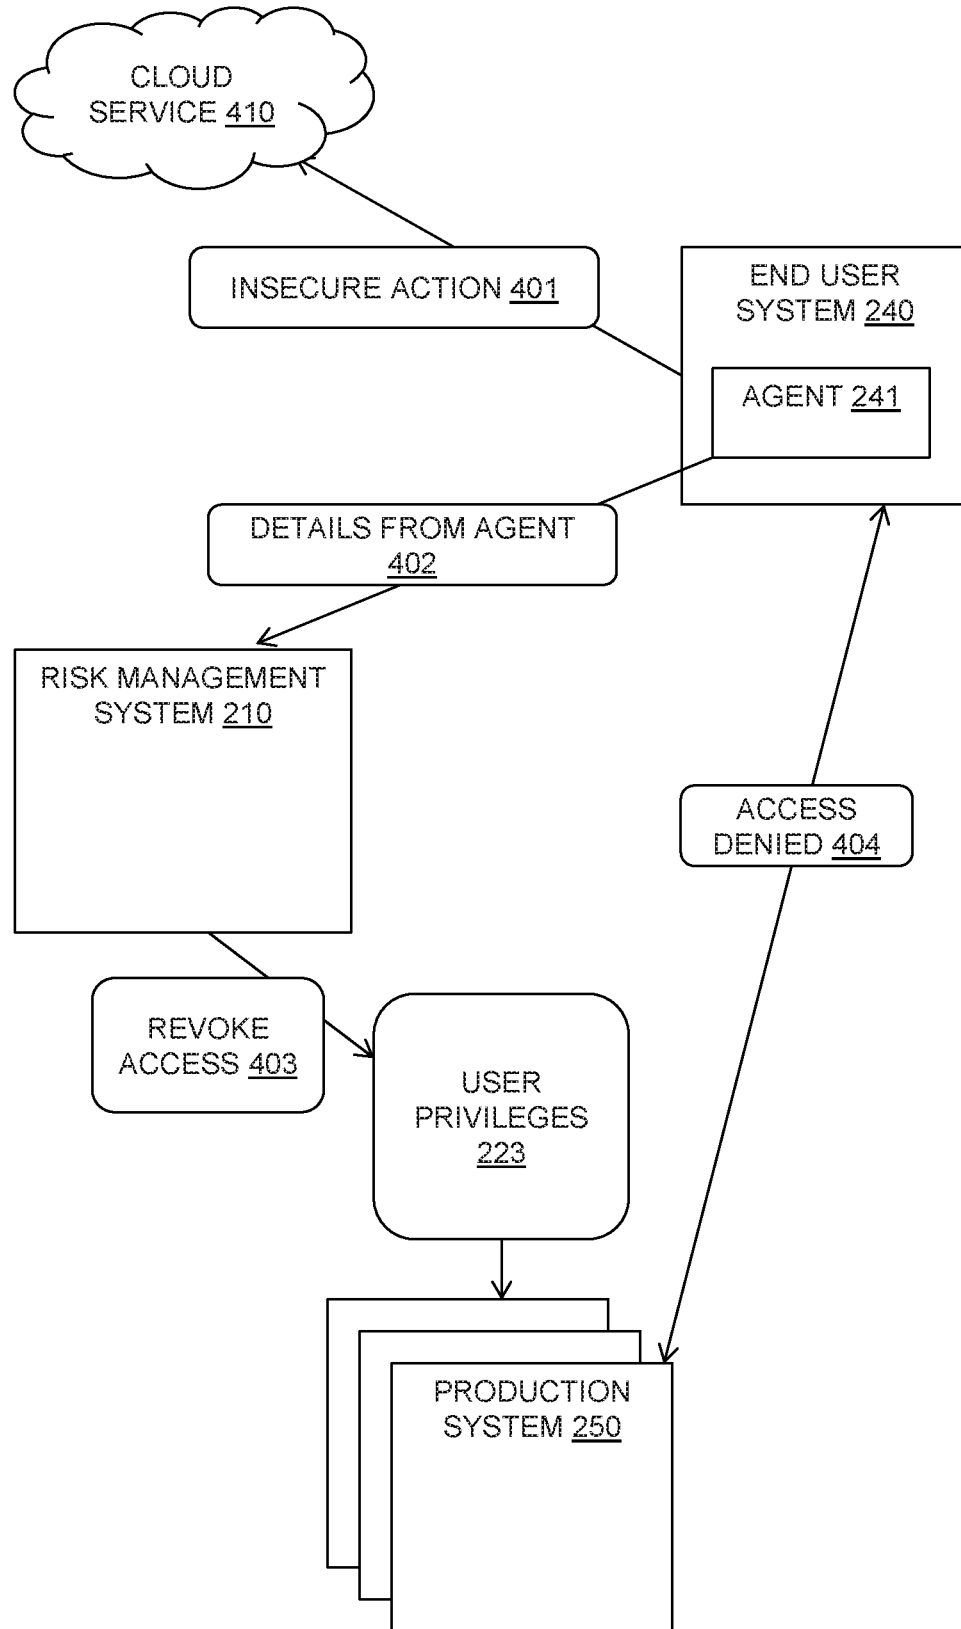 CLOUD
SERVICE 410
INSECURE ACTION 401
END USER
SYSTEM 240
AGENT 241
DETAILS FROM AGENT
402
RISK MANAGEMENT
SYSTEM 210
ACCESS
DENIED 404
REVOKE
ACCESS 403
USER
PRIVILEGES
223
PRODUCTION
SYSTEM 250